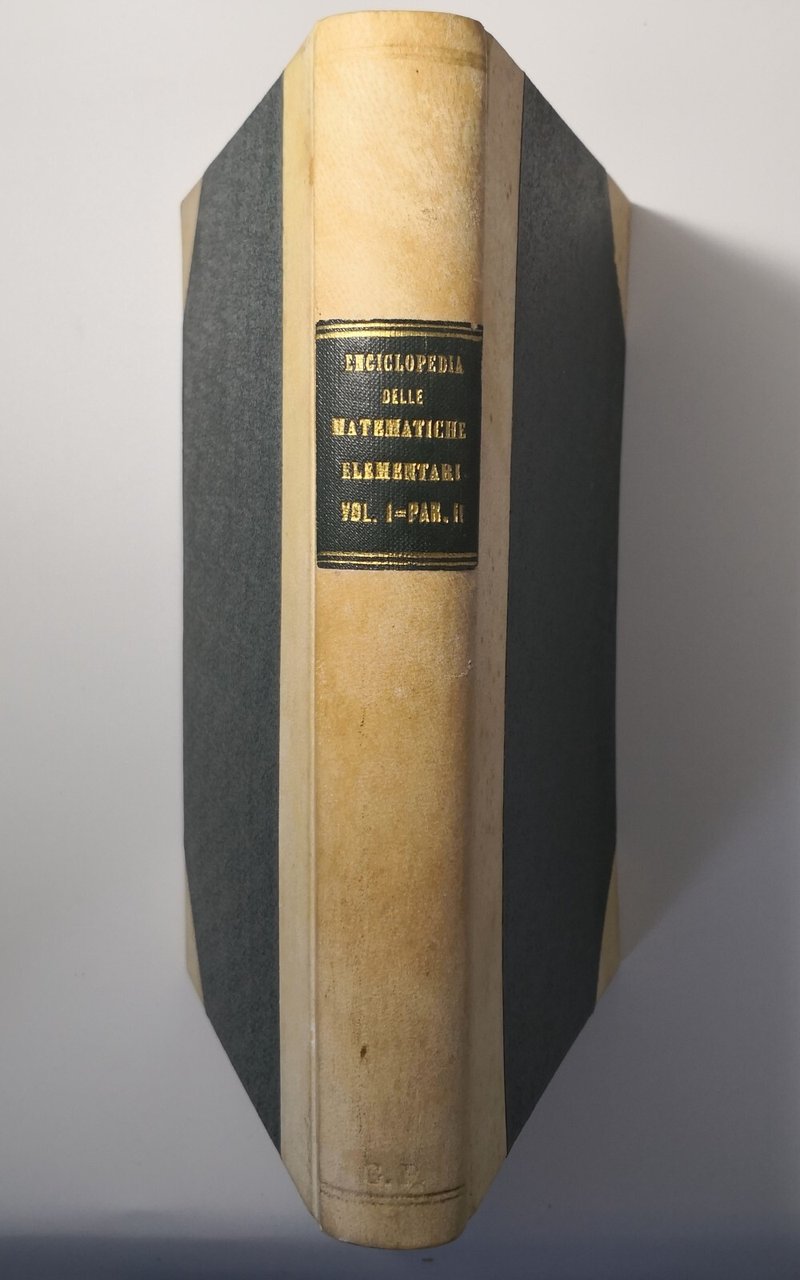 ENCICLOPEDIA
DELLE
MATEMATICHE
ELEMENTARI
VOL. I=PAR. II